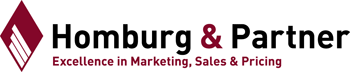 Homburg & Partner
Excellence in Marketing, Sales & Pricing